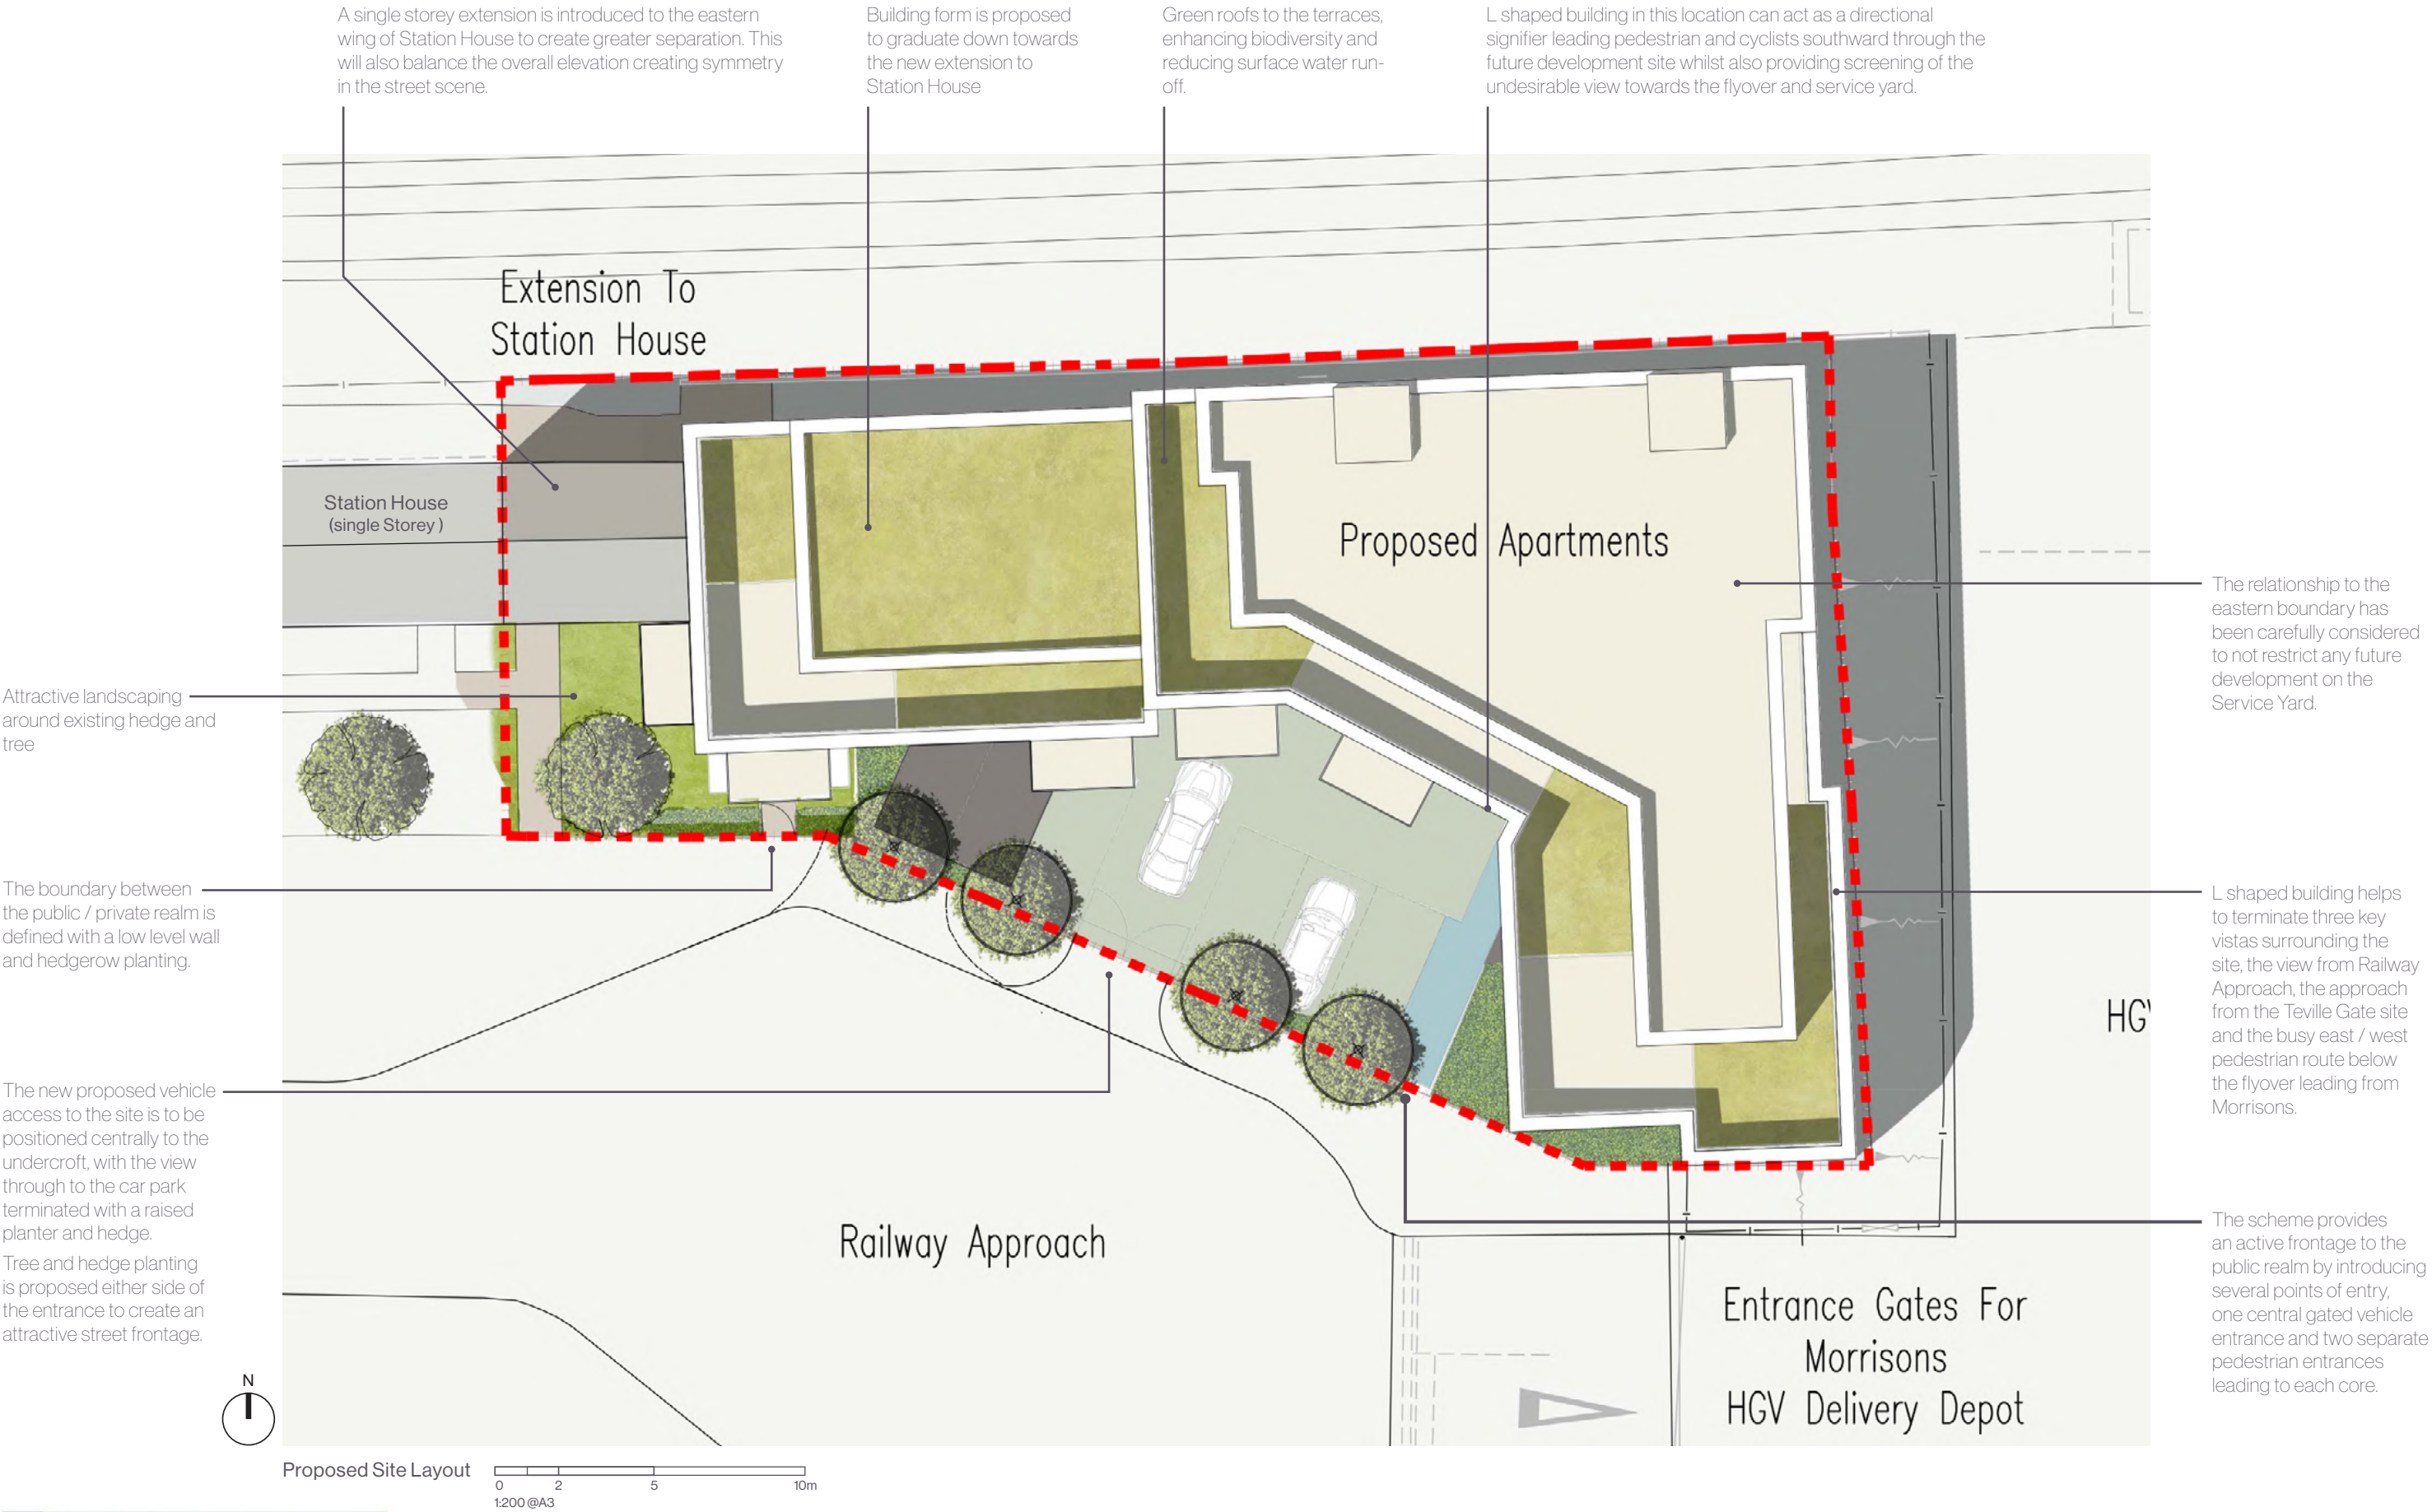 A single storey extension is introduced to the eastern
wing of Station House to create greater separation. This
will also balance the overall elevation creating symmetry
in the street scene.
Building form is proposed
to graduate down towards
the new extension to
Station House
Green roofs to the terraces,
enhancing biodiversity and
reducing surface water run-
off.
L shaped building in this location can act as a directional
signifier leading pedestrian and cyclists southward through the
future development site whilst also providing screening of the
undesirable view towards the flyover and service yard.
Extension To
Station House
Station House
(single Storey )
Proposed Apartments
The relationship to the
eastern boundary has
been carefully considered
to not restrict any future
development on the
Service Yard.
Attractive landscaping
around existing hedge and
tree
The boundary between
the public / private realm is
defined with a low level wall
and hedgerow planting.
L shaped building helps
to terminate three key
vistas surrounding the
site, the view from Railway
Approach, the approach
from the Teville Gate site
and the busy east / west
pedestrian route below
the flyover leading from
Morrisons.
HGV
The new proposed vehicle
access to the site is to be
positioned centrally to the
undercroft, with the view
through to the car park
terminated with a raised
planter and hedge.
Tree and hedge planting
is proposed either side of
the entrance to create an
attractive street frontage.
Railway Approach
The scheme provides
an active frontage to the
public realm by introducing
several points of entry,
one central gated vehicle
entrance and two separate
pedestrian entrances
leading to each core.
Entrance Gates For
Morrisons
HGV Delivery Depot
N
Proposed Site Layout
0 2 5 10m
1:200 @A3